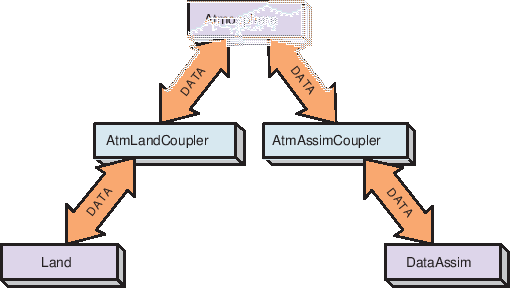 DATA
DATA
AtmLandCoupler
AtmAssimCoupler
DATA
DATA
Land
DataAssim